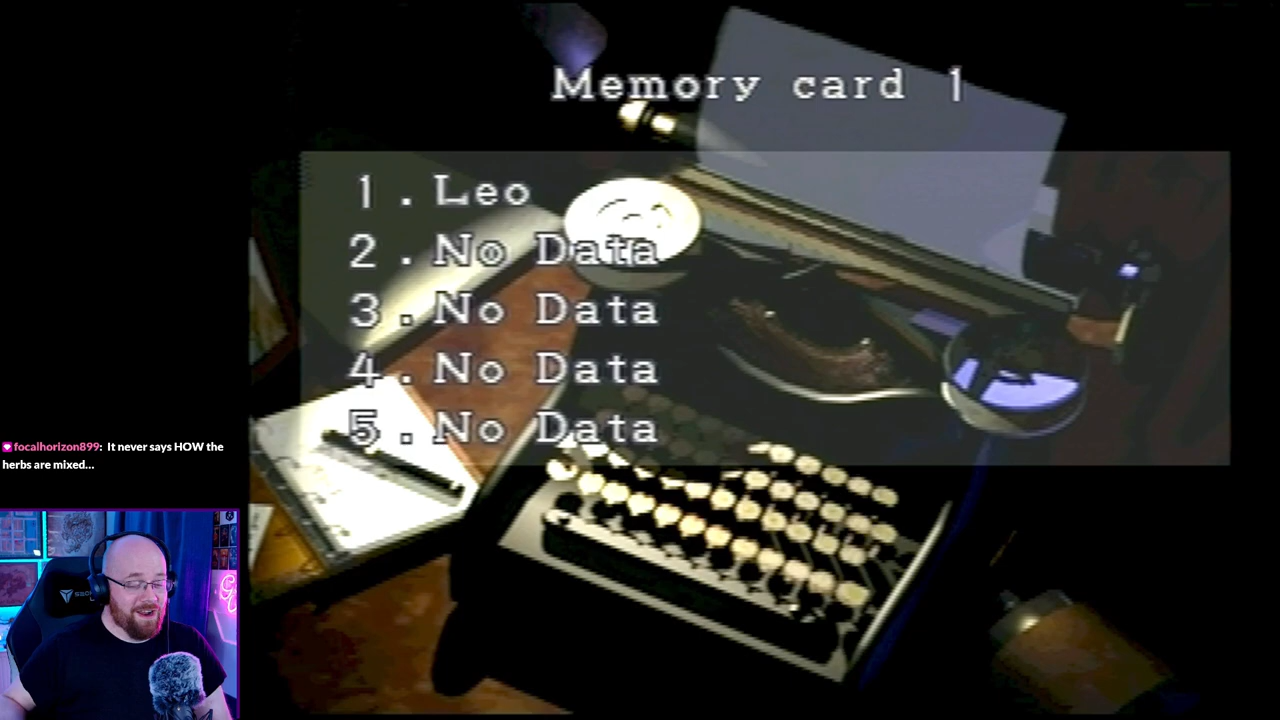 Memory card 1
1. Leo
2. No Data
3. No Data
4. No Data
5. No Data
focalhorizon899: It never says HOW the
herbs are mixed...